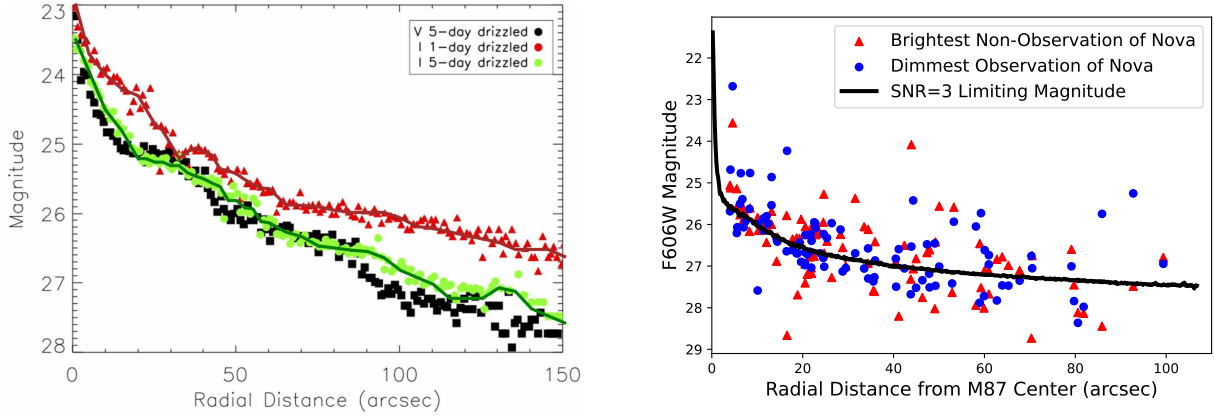 23
24
25
26
27
28
Magnitude
V 5-day drizzled
I 1-day drizzled
I 5-day drizzled
0
50
100
150
Radial Distance (arcsec)
22
23
24
25
26
27
28
29
F606W Magnitude
Brightest Non-Observation of Nova
Dimmest Observation of Nova
SNR=3 Limiting Magnitude
0
20
40
60
80
100
Radial Distance from M87 Center (arcsec)